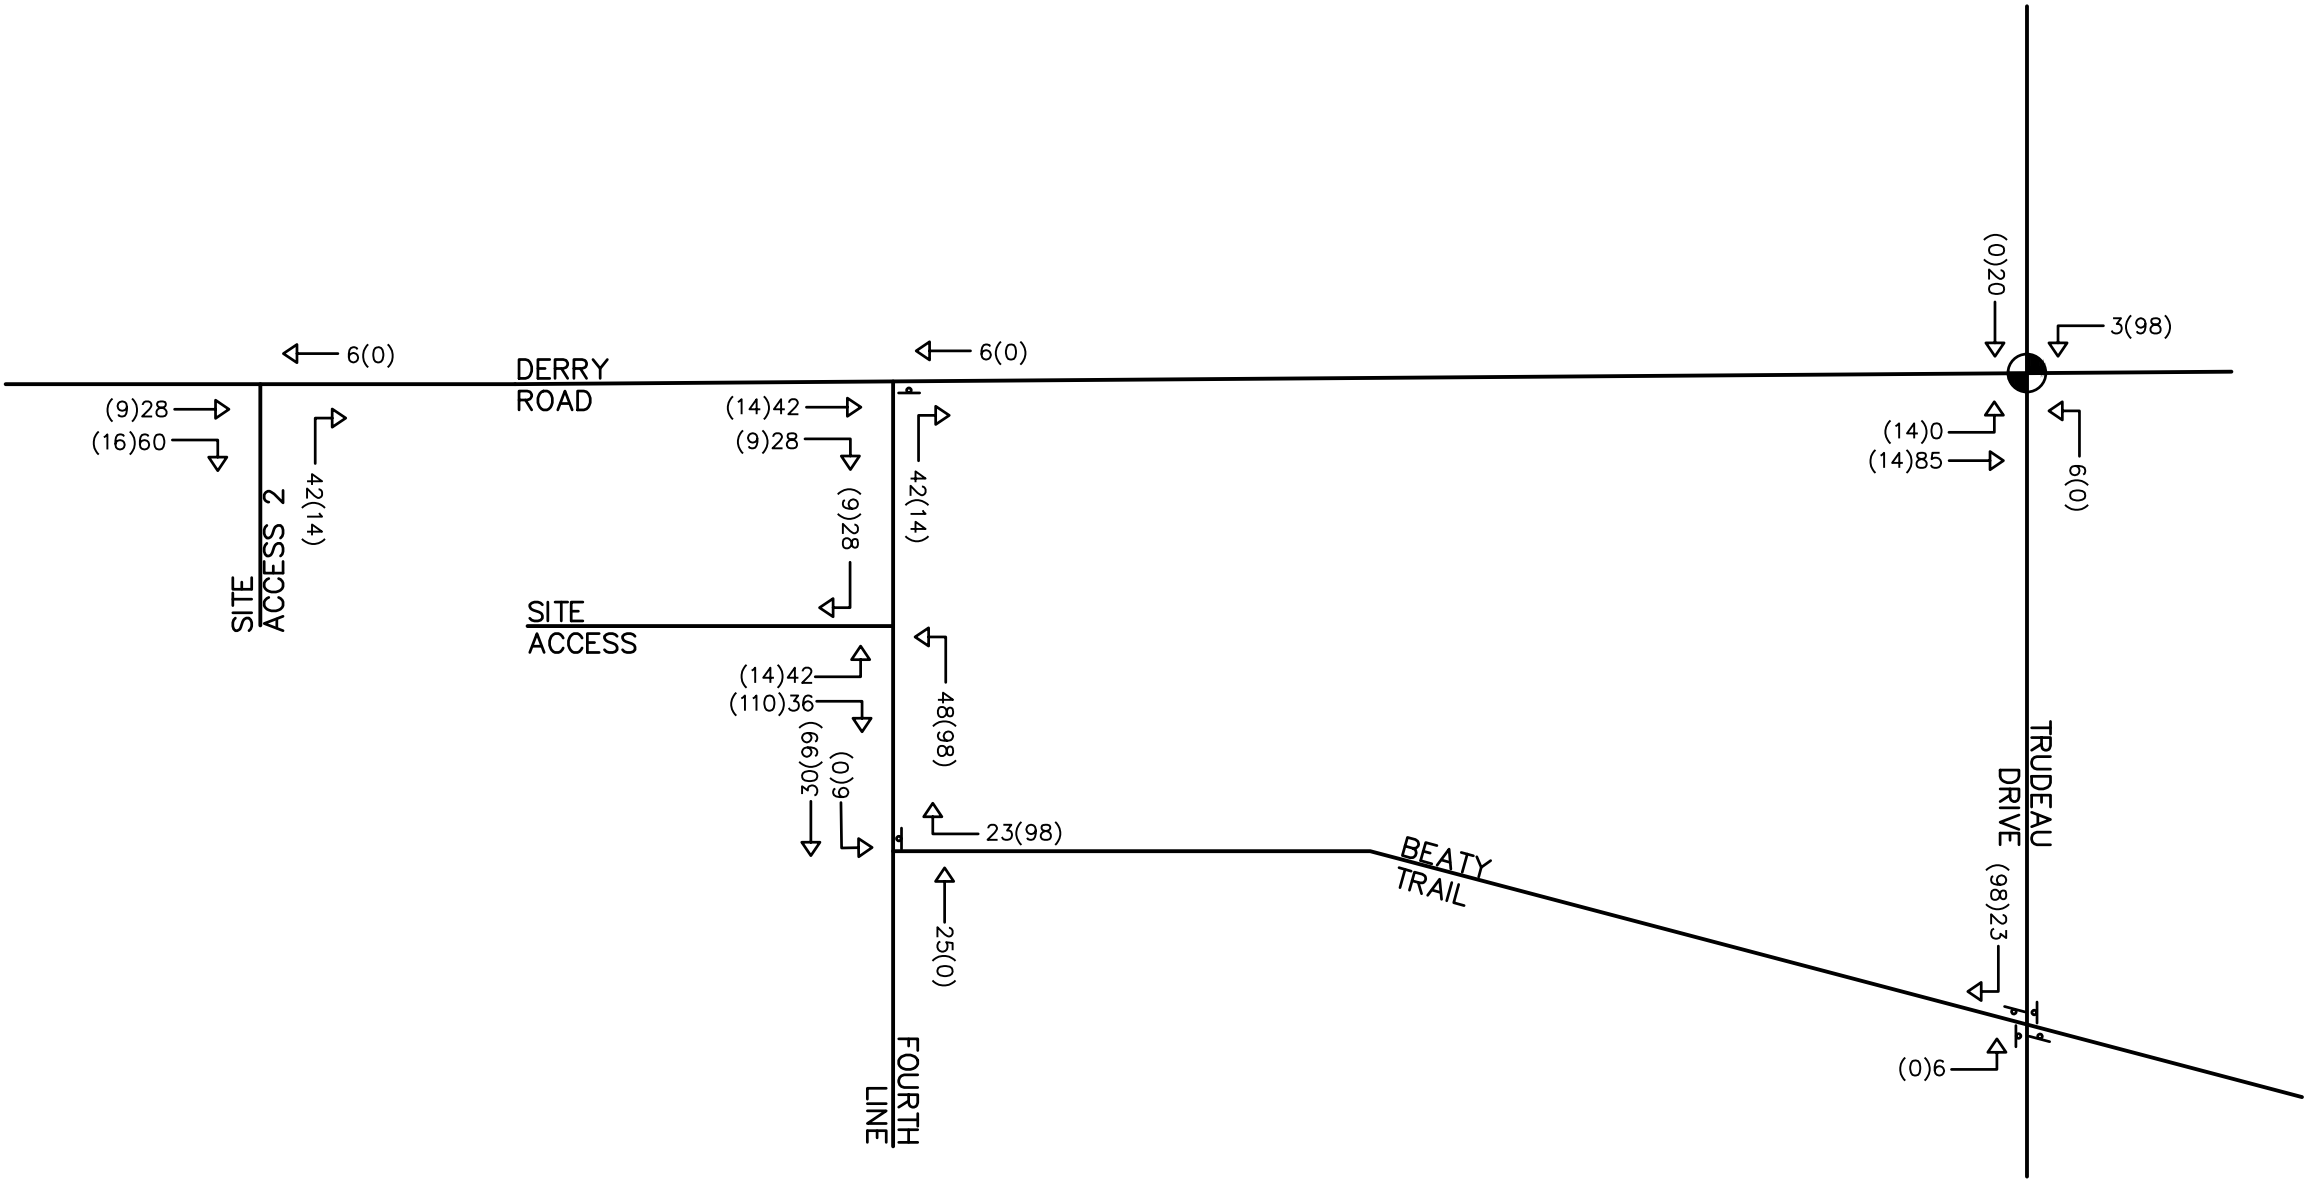 (0)20
3(98)
6(0)
DERRY
ROAD
6(0)
(9)28
(16)60
42(14)
(14)42
(9)28
42(14)
(14)0
(14)85
6(0)
SITE
ACCESS 2
(9)28
SITE
ACCESS
(14)42
(110)36
48(98)
30(99)
6(0)
23(98)
25(0)
BEATY
TRAIL
TRUDEAU
DRIVE
(98)23
(0)6
FOURTH
LINE